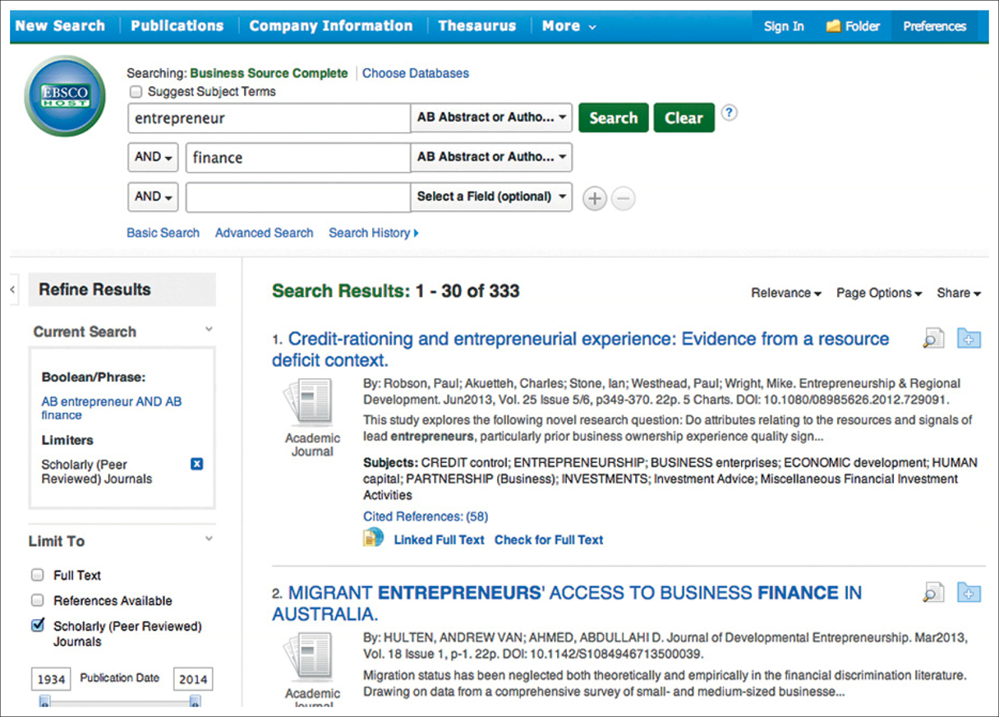 New Search Publications Company Information Thesaurus More Sign In Folder Preferences
EBSCO
HOST
Searching: Business Source Complete Choose Databases
Suggest Subject Terms
entrepreneur AB Abstract or Autho... Search Clear ?
AND finance AB Abstract or Autho...
AND Select a Field (optional)
Basic Search Advanced Search Search History
Refine Results
Current Search
Boolean/Phrase:
AB entrepreneur AND AB
finance
Limiters
Scholarly (Peer
Reviewed) Journals
Limit To
Full Text
References Available
Scholarly (Peer Reviewed)
Journals
1934 Publication Date 2014
Search Results: 1 - 30 of 333
Relevance Page Options Share
1. Credit-rationing and entrepreneurial experience: Evidence from a resource
deficit context.
Academic
Journal
By: Robson, Paul; Akuetteh, Charles; Stone, Ian; Westhead, Paul; Wright, Mike. Entrepreneurship & Regional
Development. Jun2013, Vol. 25 Issue 5/6, p349-370. 22p. 5 Charts. DOI: 10.1080/08985626.2012.729091.
This study explores the following novel research question: Do attributes relating to the resources and signals of
lead entrepreneurs, particularly prior business ownership experience quality sign...
Subjects: CREDIT control; ENTREPRENEURSHIP; BUSINESS enterprises; ECONOMIC development; HUMAN
capital; PARTNERSHIP (Business); INVESTMENTS; Investment Advice; Miscellaneous Financial Investment
Activities
Cited References: (58)
Linked Full Text Check for Full Text
2. MIGRANT ENTREPRENEURS' ACCESS TO BUSINESS FINANCE IN
AUSTRALIA.
Academic
Journal
By: HULTEN, ANDREW VAN; AHMED, ABDULLAHI D. Journal of Developmental Entrepreneurship. Mar2013,
Vol. 18 Issue 1, p-1. 22p. DOI: 10.1142/S1084946713500039.
Migration status has been neglected both theoretically and empirically in the financial discrimination literature.
Drawing on data from a comprehensive survey of small- and medium-sized businesse...